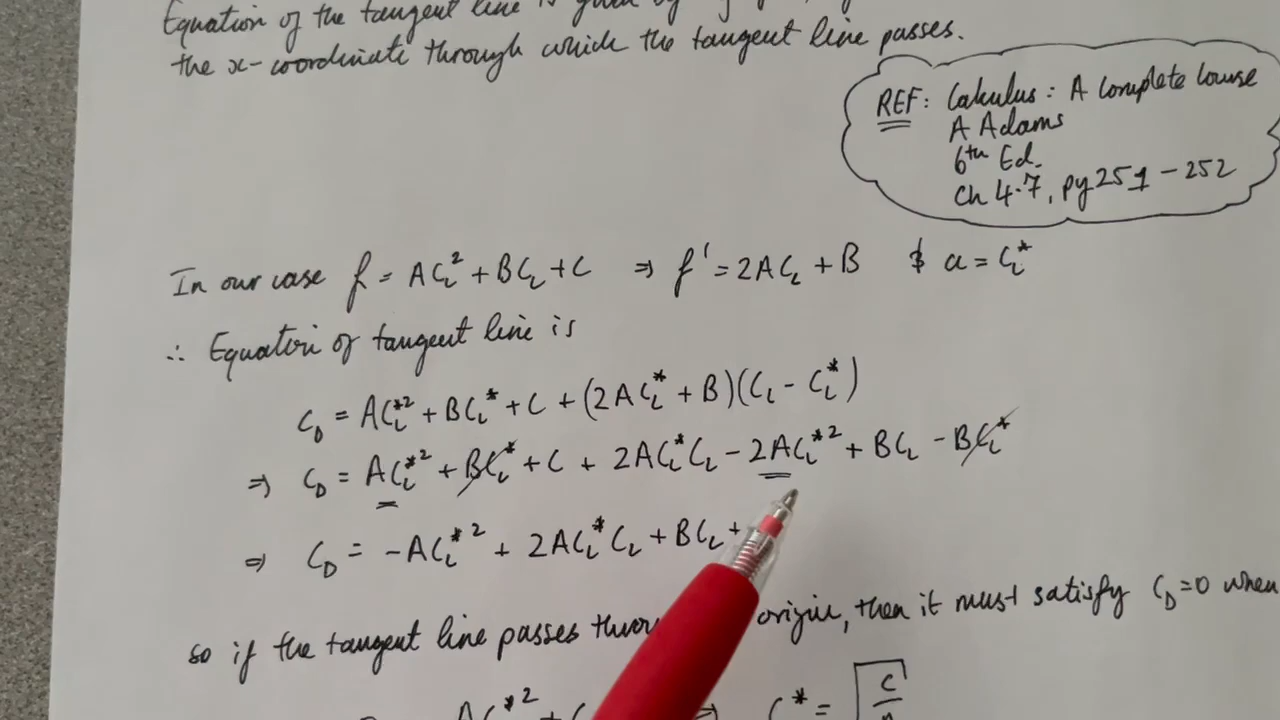 Equation of the tangent line is given by
the x-coordinate through which the tangent line passes.
REF: Calculus: A Complete Course
A Adams
6th Ed.
Ch 4.7, pg 251 - 252
In our case f = AC_L^2 + BC_L + C ⇒ f' = 2AC_L + B & a = C_L^*
∴ Equation of tangent line is
C_D = AC_L^{*2} + BC_L^* + C + (2AC_L^* + B)(C_L - C_L^*)
⇒ C_D = AC_L^{*2} + BC_L^* + C + 2AC_L^*C_L - 2AC_L^{*2} + BC_L - BC_L^*
⇒ C_D = -AC_L^{*2} + 2AC_L^*C_L + BC_L +
so if the tangent line passes origin, then it must satisfy C_D=0 when